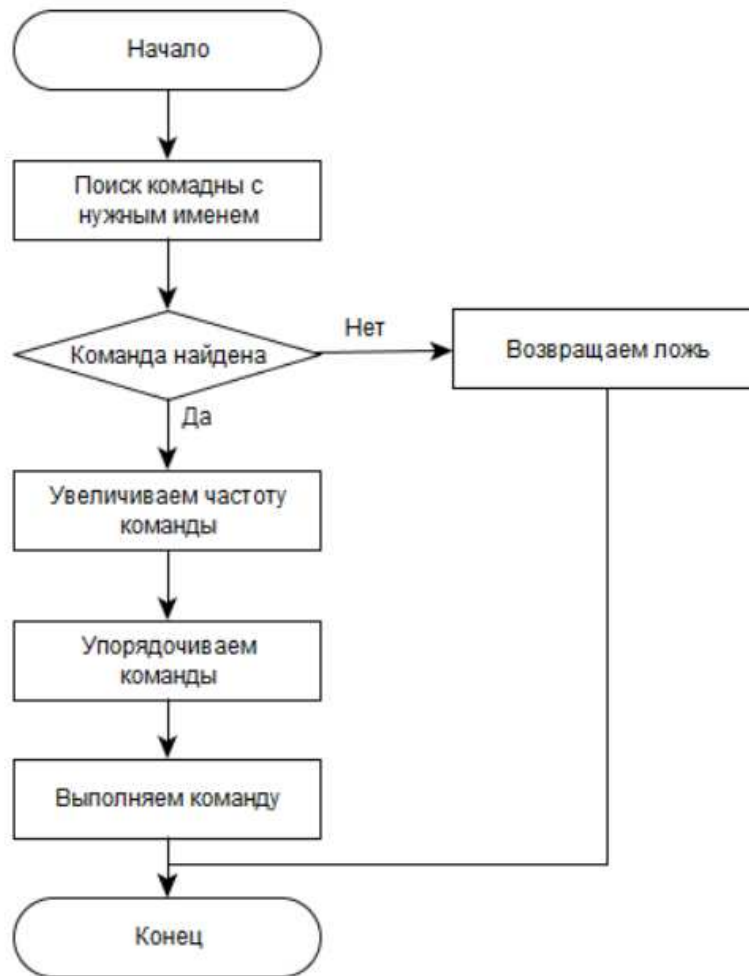 Начало
Поиск комадны с
нужным именем
Команда найдена
Нет
Возвращаем ложь
Да
Увеличиваем частоту
команды
Упорядочиваем
команды
Выполняем команду
Конец